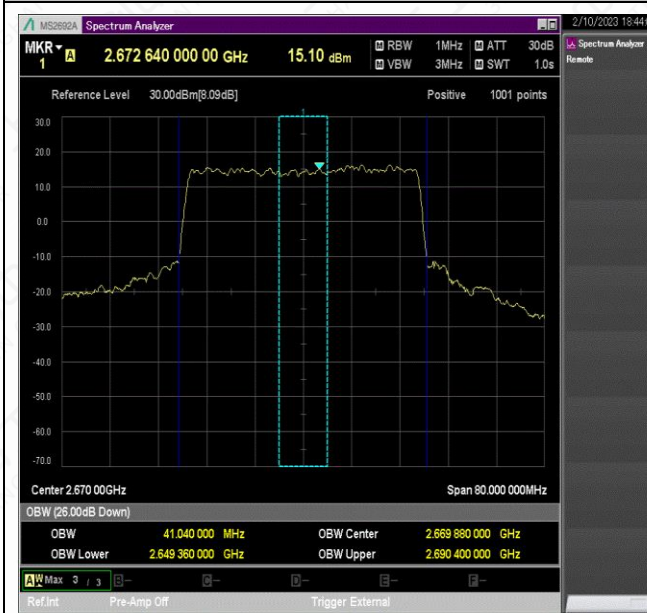 MS2692A Spectrum Analyzer
2/10/2023 18:44:
MKR 1 A 2.672 640 000 00 GHz 15.10 dBm M RBW 1MHz M ATT 30dB
M VBW 3MHz M SWT 1.0s
Spectrum Analyzer
Remote
Reference Level 30.00dBm[8.09dB] Positive 1001 points
30.0
20.0
10.0
0.0
-10.0
-20.0
-30.0
-40.0
-50.0
-60.0
-70.0
Center 2.670 00GHz Span 80.000 000MHz
OBW (26.00dB Down)
OBW 41.040 000 MHz OBW Center 2.669 880 000 GHz
OBW Lower 2.649 360 000 GHz OBW Upper 2.690 400 000 GHz
A W Max 3 / 3 B- C- D- E- F-
Ref.Int Pre-Amp Off Trigger External